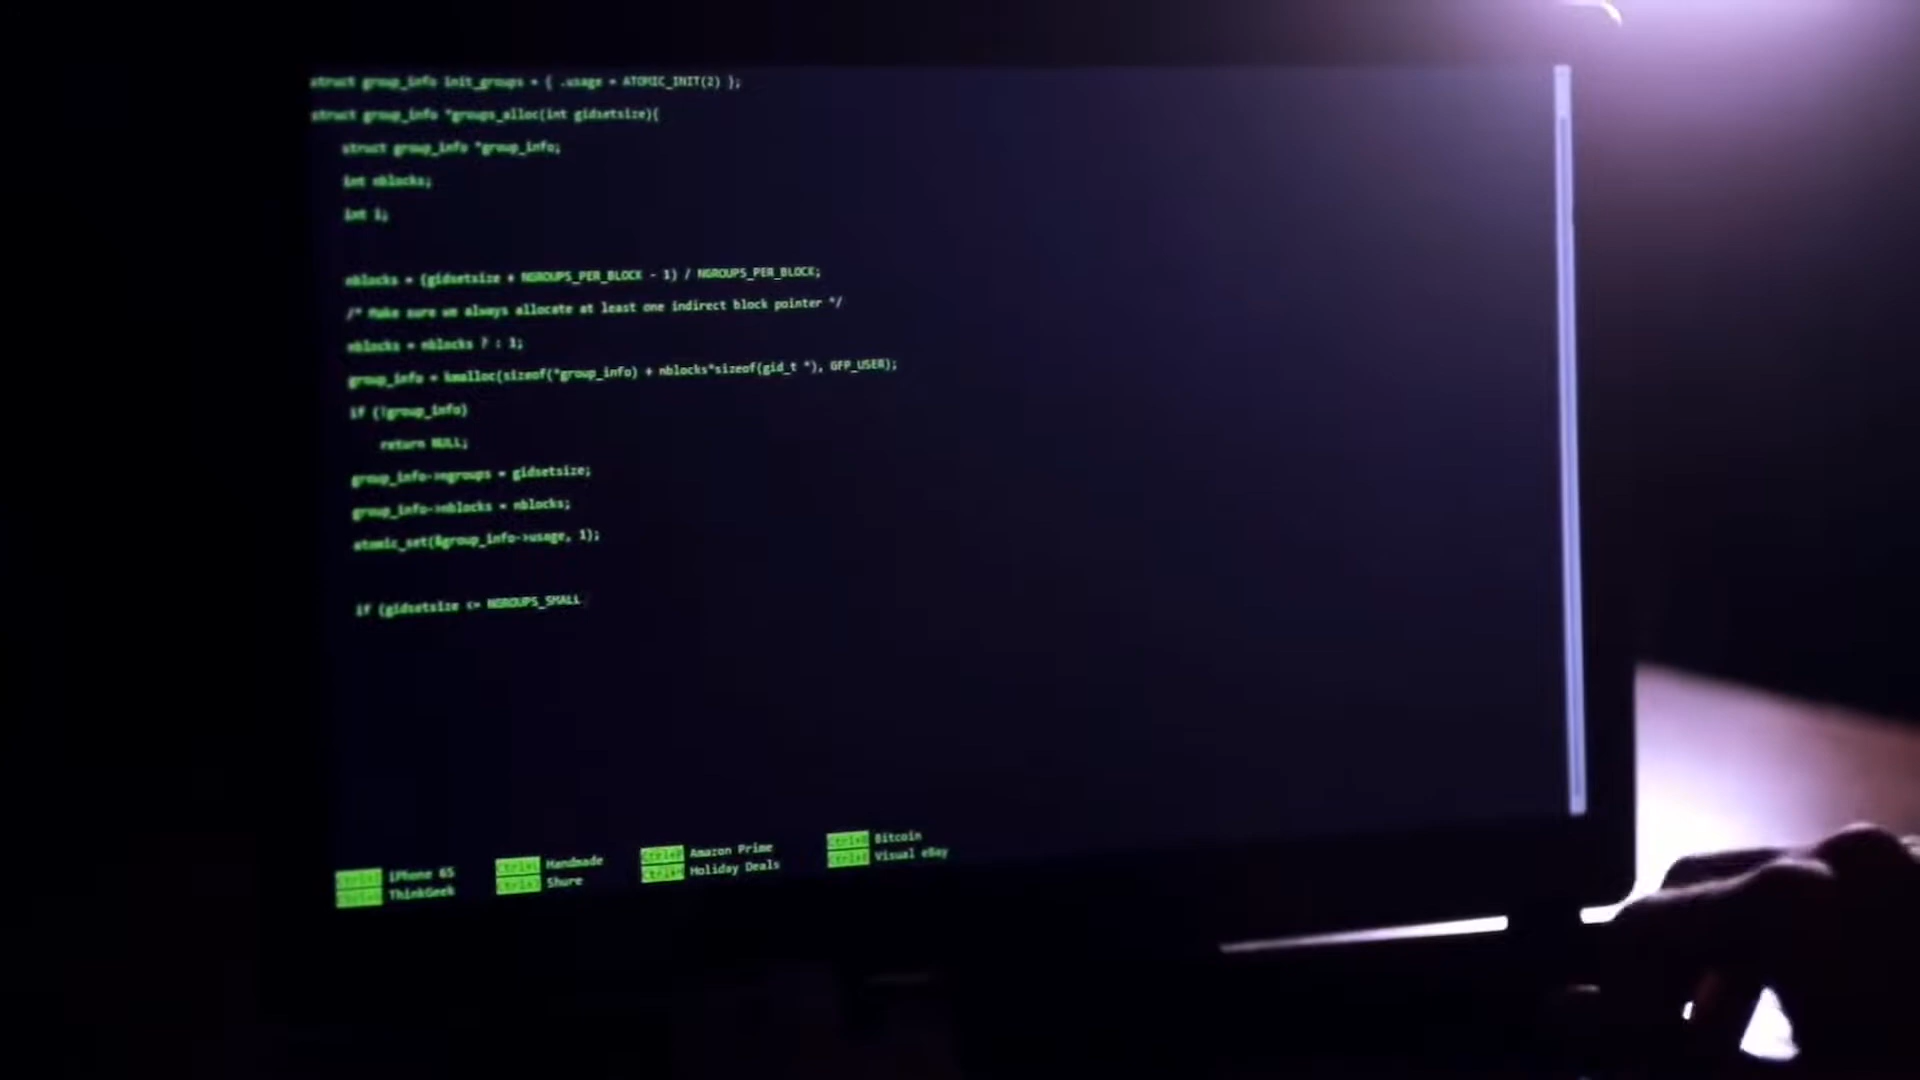 struct group_info init_groups = { .usage = ATOMIC_INIT(2) };
struct group_info *groups_alloc(int gidsetsize){
struct group_info *group_info;
int nblocks;
int i;
nblocks = (gidsetsize + NGROUPS_PER_BLOCK - 1) / NGROUPS_PER_BLOCK;
/* Make sure we always allocate at least one indirect block pointer */
nblocks = nblocks ? : 1;
group_info = kmalloc(sizeof(*group_info) + nblocks*sizeof(gid_t *), GFP_USER);
if (!group_info)
return NULL;
group_info->ngroups = gidsetsize;
group_info->nblocks = nblocks;
atomic_set(&group_info->usage, 1);
if (gidsetsize <= NGROUPS_SMALL
iPhone 6S Handmade Amazon Prime Bitcoin
ThinkGeek Shure Holiday Deals Visual eBay